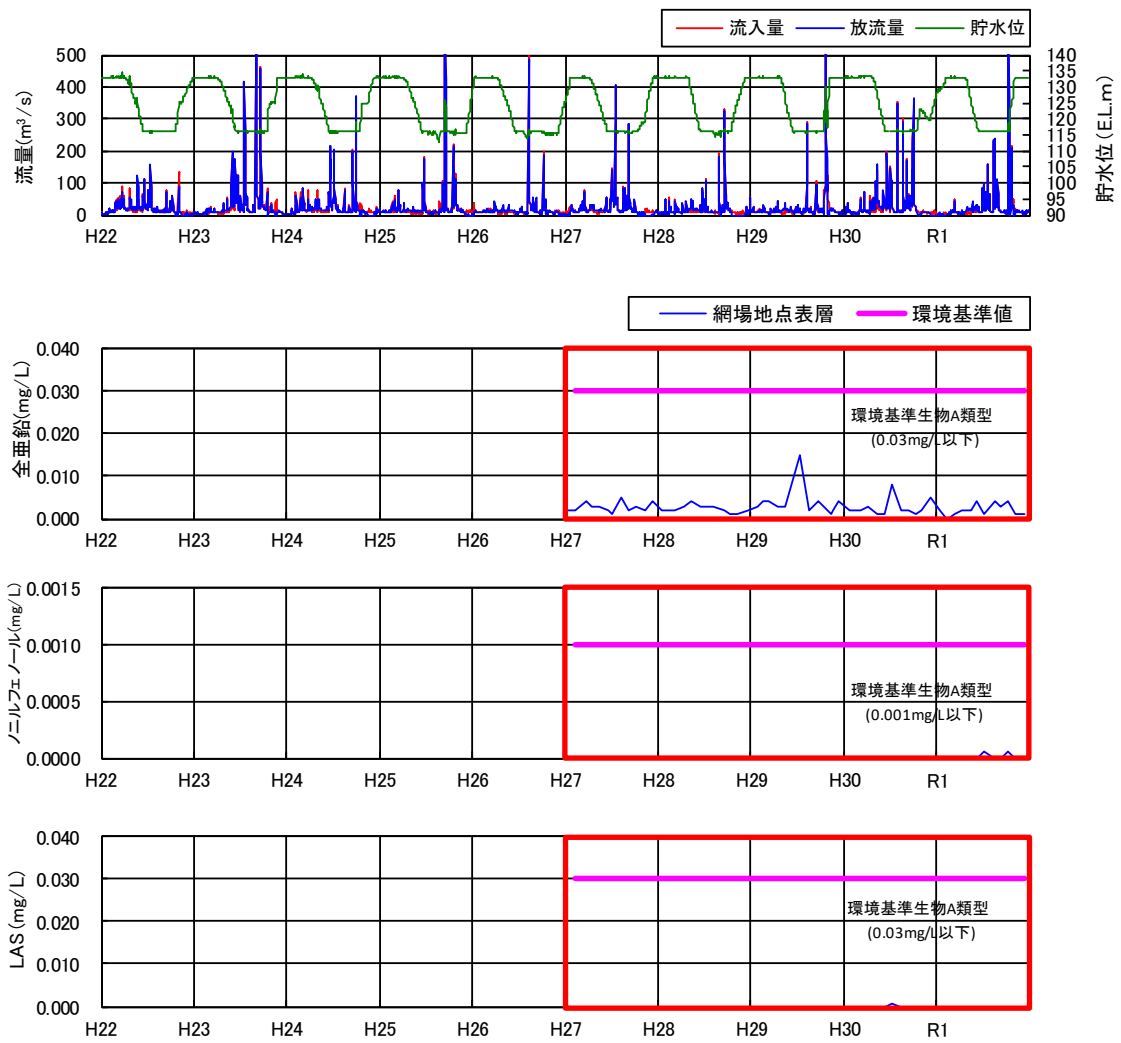 流入量 放流量 貯水位
流量(m³/s)
500
400
300
200
100
0
140
135
130
125
120
115
110
105
100
95
90
貯水位(E.L.m)
H22 H23 H24 H25 H26 H27 H28 H29 H30 R1
網場地点表層 環境基準値
全亜鉛(mg/L)
0.040
0.030
0.020
0.010
0.000
環境基準生物A類型
(0.03mg/L以下)
H22 H23 H24 H25 H26 H27 H28 H29 H30 R1
ノニルフェノール(mg/L)
0.0015
0.0010
0.0005
0.0000
環境基準生物A類型
(0.001mg/L以下)
H22 H23 H24 H25 H26 H27 H28 H29 H30 R1
LAS(mg/L)
0.040
0.030
0.020
0.010
0.000
環境基準生物A類型
(0.03mg/L以下)
H22 H23 H24 H25 H26 H27 H28 H29 H30 R1